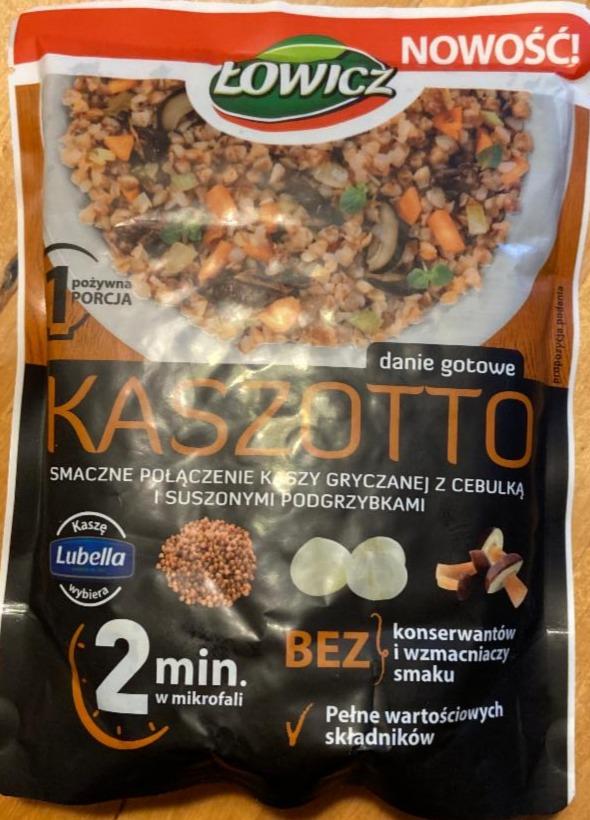 NOWOŚĆ!
ŁOWICZ
1 pożywna
PORCJA
propozycja podania
danie gotowe
KASZOTTO
SMACZNE POŁĄCZENIE KASZY GRYCZANEJ Z CEBULKĄ
I SUSZONYMI PODGRZYBKAMI
Kaszę
Lubella
wybiera
2 min.
w mikrofali
BEZ
konserwantów
i wzmacniaczy
smaku
Pełne wartościowych
składników